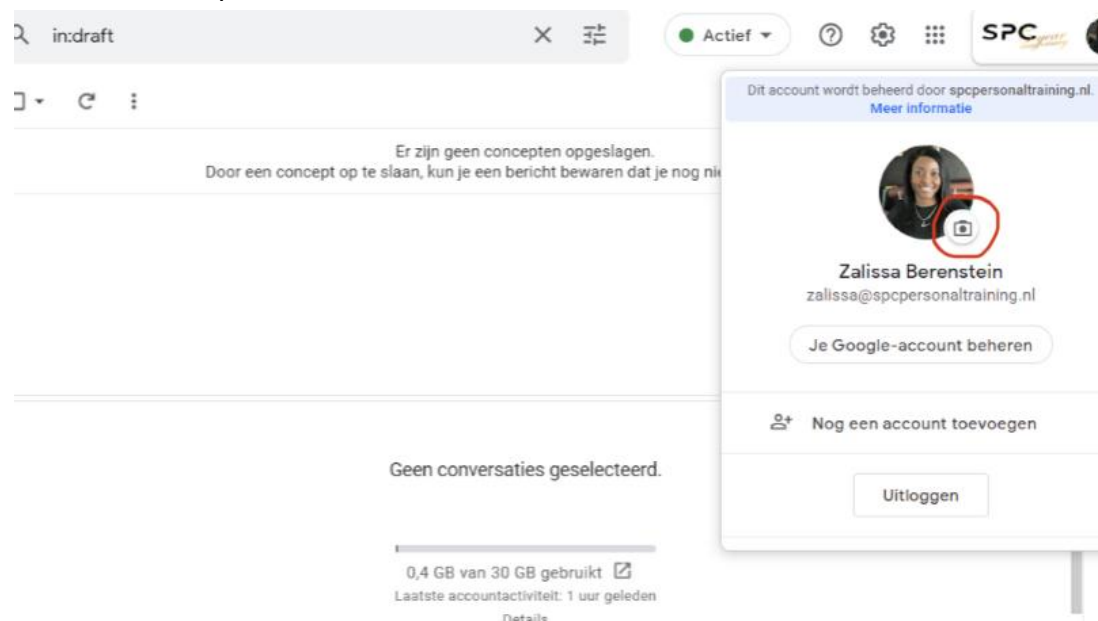 in:draft
Actief
SPC
Dit account wordt beheerd door spcpersonaltraining.nl.
Meer informatie
Er zijn geen concepten opgeslagen.
Door een concept op te slaan, kun je een bericht bewaren dat je nog
Zalissa Berenstein
zalissa@spcpersonaltraining.nl
Je Google-account beheren
Nog een account toevoegen
Geen conversaties geselecteerd.
Uitloggen
0,4 GB van 30 GB gebruikt
Laatste accountactiviteit: 1 uur geleden
Details